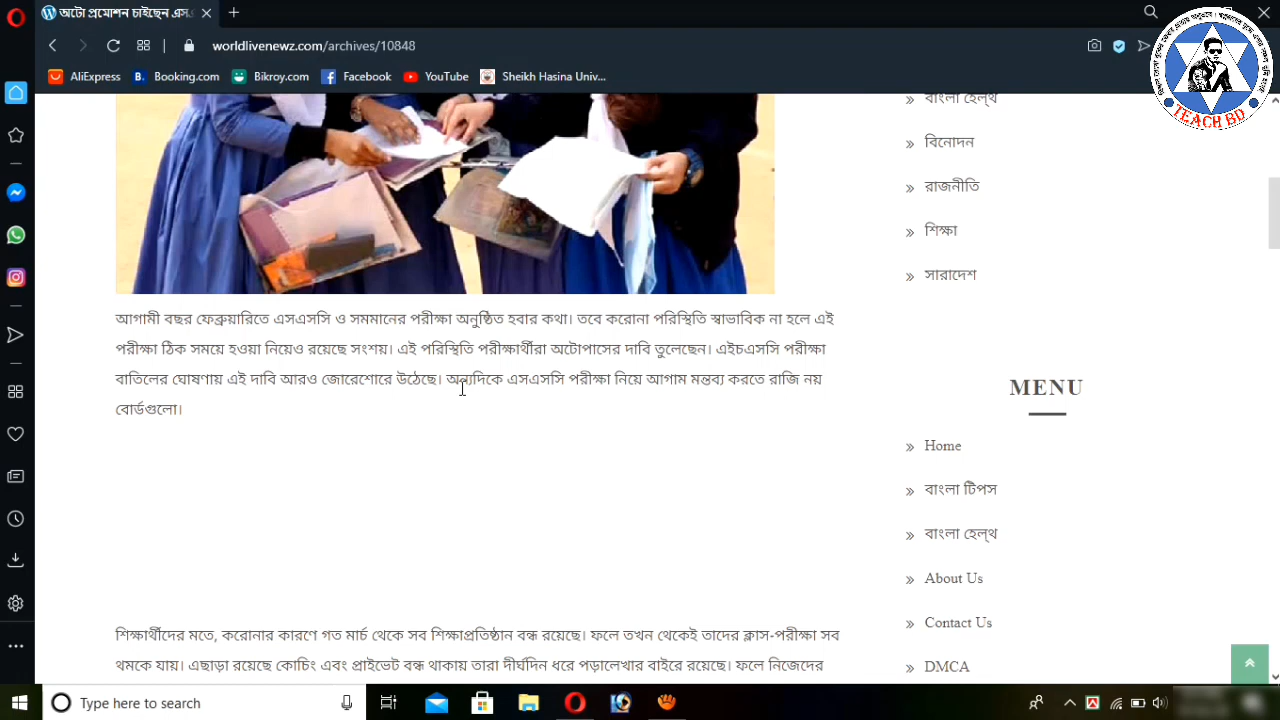 অটো প্রমোশন চাইছেন এস
worldlivenewz.com/archives/10848
AliExpress
Booking.com
Bikroy.com
Facebook
YouTube
Sheikh Hasina Univ...
TEACH BD
বাংলা হেল্থ
বিনোদন
রাজনীতি
শিক্ষা
সারাদেশ
আগামী বছর ফেব্রুয়ারিতে এসএসসি ও সমমানের পরীক্ষা অনুষ্ঠিত হবার কথা। তবে করোনা পরিস্থিতি স্বাভাবিক না হলে এই
পরীক্ষা ঠিক সময়ে হওয়া নিয়েও রয়েছে সংশয়। এই পরিস্থিতি পরীক্ষার্থীরা অটোপাসের দাবি তুলেছেন। এইচএসসি পরীক্ষা
বাতিলের ঘোষণায় এই দাবি আরও জোরেশোরে উঠেছে। অন্যদিকে এসএসসি পরীক্ষা নিয়ে আগাম মন্তব্য করতে রাজি নয়
বোর্ডগুলো।
MENU
Home
বাংলা টিপস
বাংলা হেল্থ
About Us
Contact Us
DMCA
শিক্ষার্থীদের মতে, করোনার কারণে গত মার্চ থেকে সব শিক্ষাপ্রতিষ্ঠান বন্ধ রয়েছে। ফলে তখন থেকেই তাদের ক্লাস-পরীক্ষা সব
থমকে যায়। এছাড়া রয়েছে কোচিং এবং প্রাইভেট বন্ধ থাকায় তারা দীর্ঘদিন ধরে পড়ালেখার বাইরে রয়েছে। ফলে নিজেদের
Type here to search